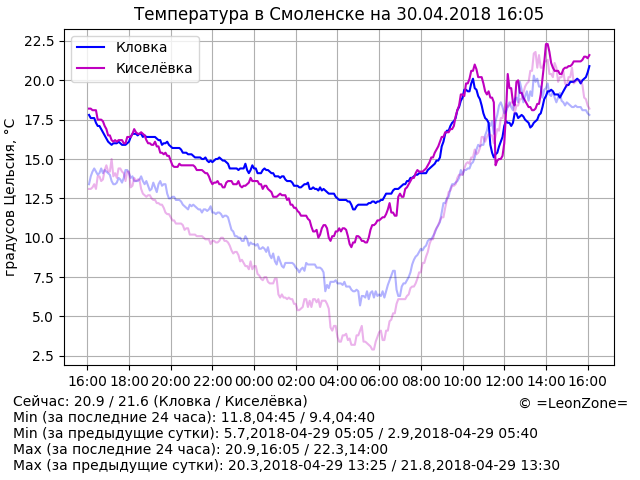 Температура в Смоленске на 30.04.2018 16:05
Кловка
Киселёвка
градусов Цельсия, °C
22.5
20.0
17.5
15.0
12.5
10.0
7.5
5.0
2.5
16:00 18:00 20:00 22:00 00:00 02:00 04:00 06:00 08:00 10:00 12:00 14:00 16:00
© =LeonZone=
Сейчас: 20.9 / 21.6 (Кловка / Киселёвка)
Min (за последние 24 часа): 11.8,04:45 / 9.4,04:40
Min (за предыдущие сутки): 5.7,2018-04-29 05:05 / 2.9,2018-04-29 05:40
Max (за последние 24 часа): 20.9,16:05 / 22.3,14:00
Max (за предыдущие сутки): 20.3,2018-04-29 13:25 / 21.8,2018-04-29 13:30